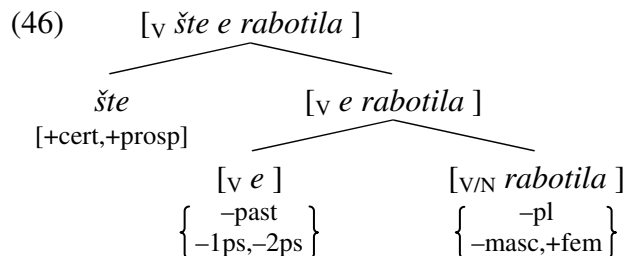 (46) [V šte e rabotila ]
šte [V e rabotila ]
[+cert,+prosp]
[V e ] [V/N rabotila ]
–past –pl
–1ps,–2ps –masc,+fem